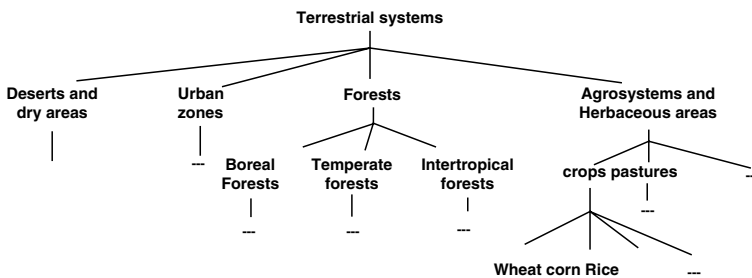 Terrestrial systems
Deserts and
dry areas
Urban
zones
Forests
Agrosystems and
Herbaceous areas
---
Boreal
Forests
Temperate
forests
Intertropical
forests
crops pastures
--
---
---
---
---
Wheat corn Rice
---